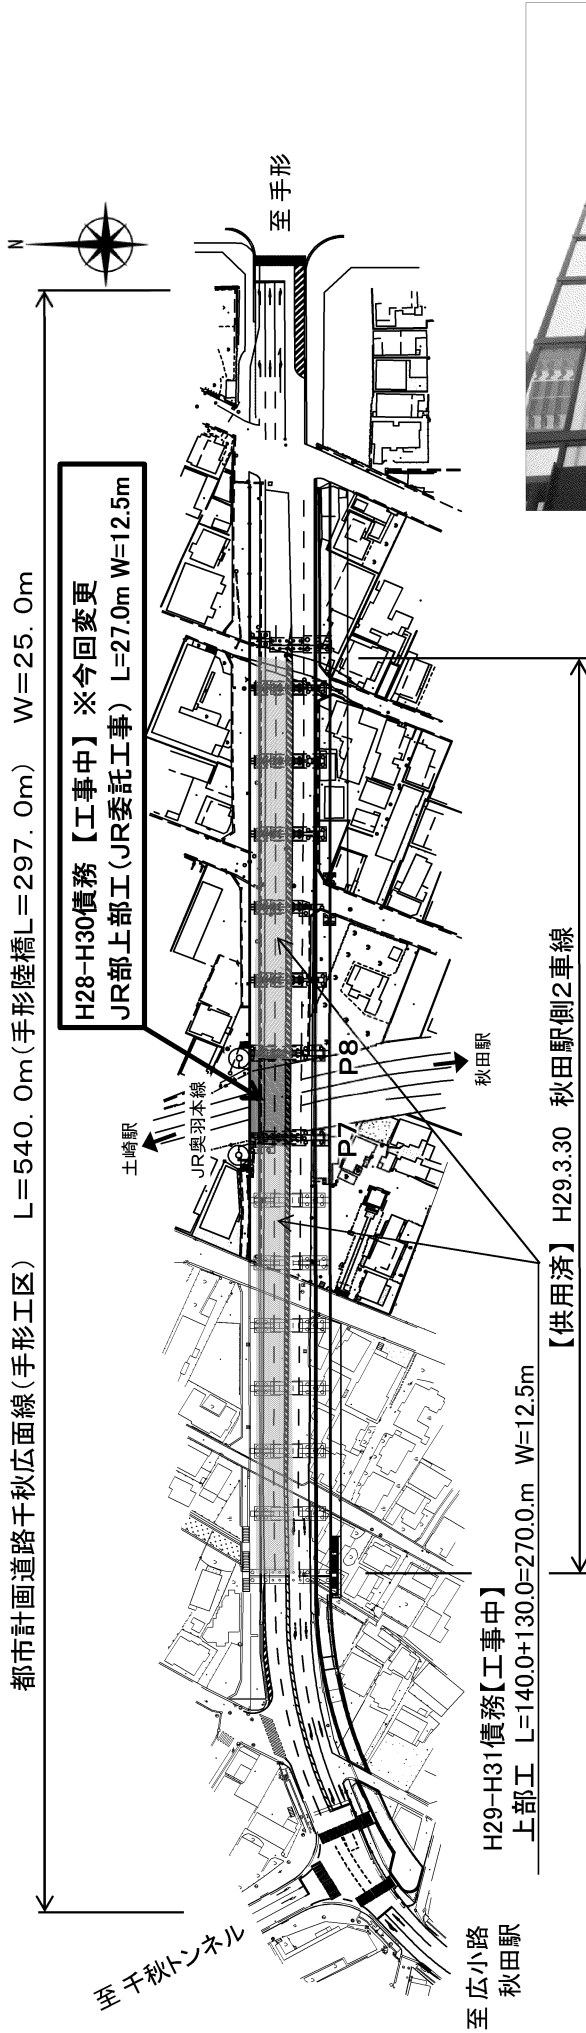 都市計画道路千秋広面線(手形工区) L=540.0m(手形陸橋L=297.0m) W=25.0m
N
H28-H30債務 【工事中】 ※今回変更
JR部上部工(JR委託工事) L=27.0m W=12.5m
至 手形
土崎駅
JR奥羽本線
P7
P8
秋田駅
至 千秋トンネル
至 広小路
秋田駅
H29-H31債務【工事中】
上部工 L=140.0+130.0=270.0.m W=12.5m
【供用済】 H29.3.30 秋田駅側2車線